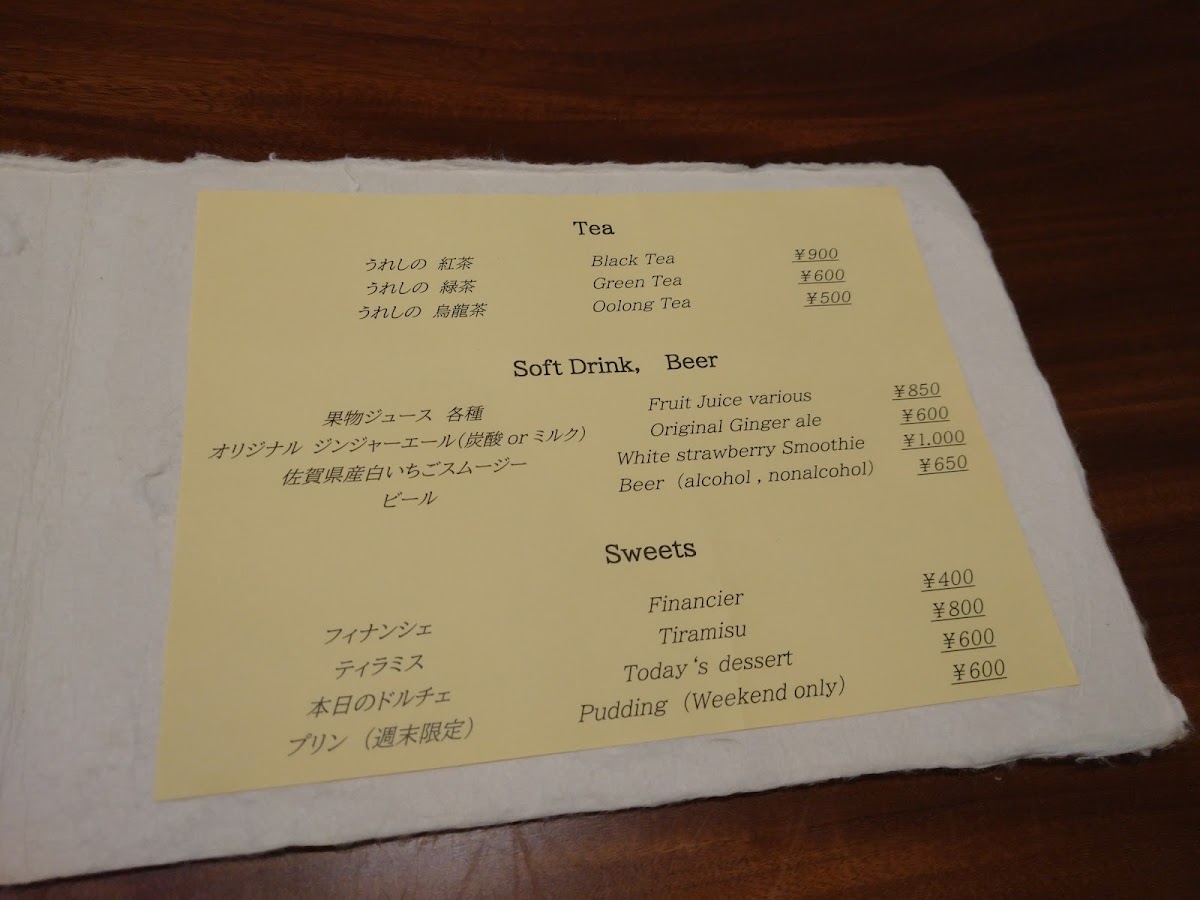 Tea
うれしの 紅茶 Black Tea ¥900
うれしの 緑茶 Green Tea ¥600
うれしの 烏龍茶 Oolong Tea ¥500
Soft Drink, Beer
果物ジュース 各種 Fruit Juice various ¥850
オリジナル ジンジャーエール(炭酸 or ミルク) Original Ginger ale ¥600
佐賀県産白いちごスムージー White strawberry Smoothie ¥1.000
ビール Beer (alcohol , nonalcohol) ¥650
Sweets
フィナンシェ Financier ¥400
ティラミス Tiramisu ¥800
本日のドルチェ Today‘s dessert ¥600
プリン (週末限定) Pudding (Weekend only) ¥600